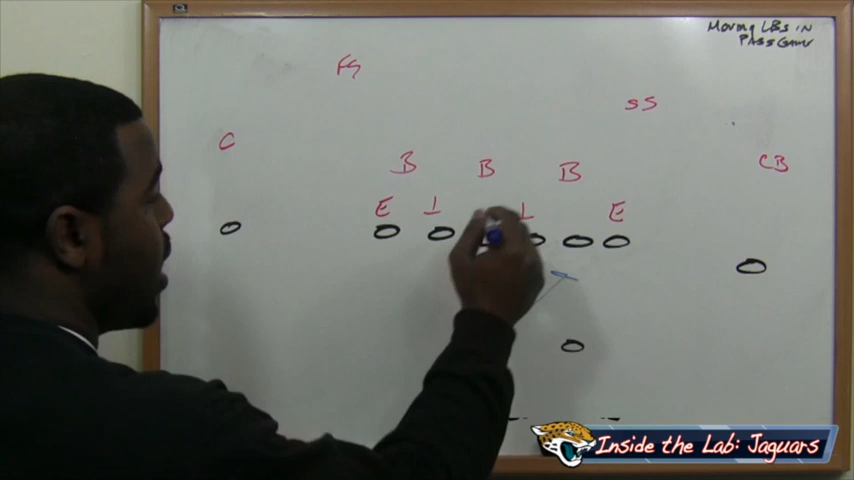 Moving LBs in
Pass Game
FS
SS
C
CB
B B B
E T T E
Inside the Lab: Jaguars